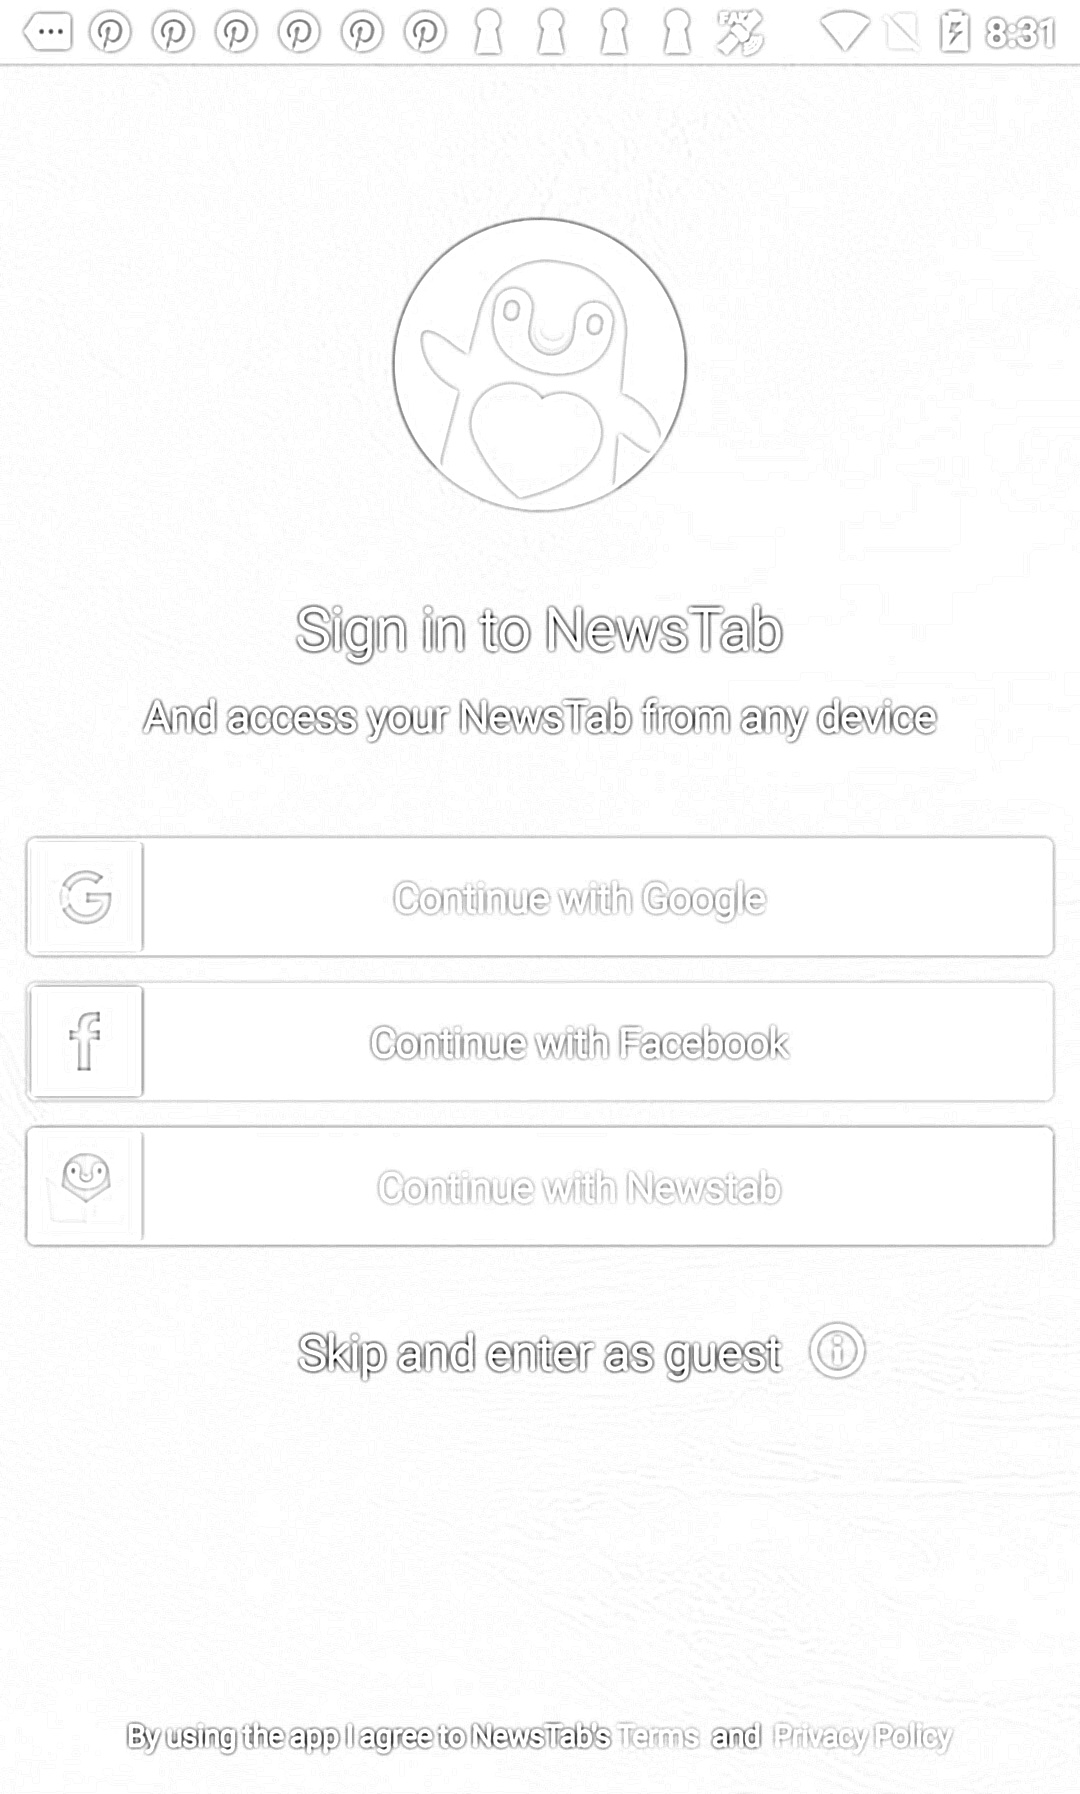 FAKE 8:31
Sign in to NewsTab
And access your NewsTab from any device
Continue with Google
Continue with Facebook
Continue with Newstab
Skip and enter as guest
By using the app I agree to NewsTab's Terms and Privacy Policy